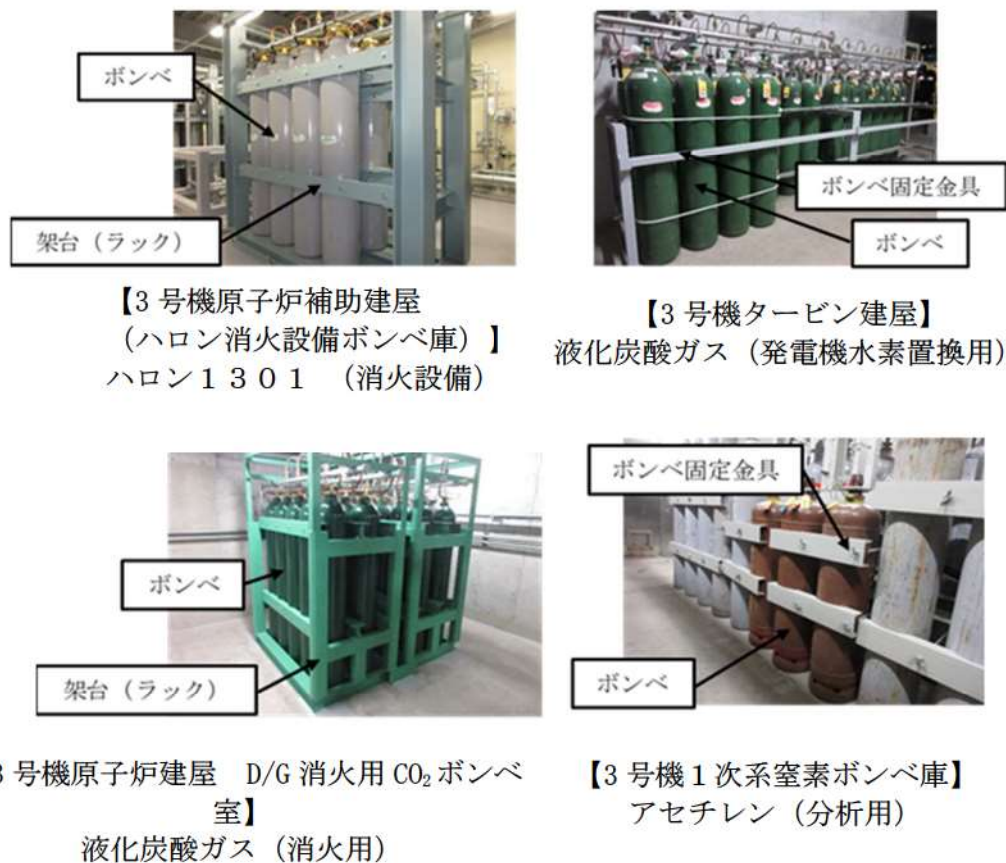 ボンベ
架台（ラック）
【3 号機原子炉補助建屋
（ハロン消火設備ボンベ庫）】
ハロン１３０１　（消火設備）
ボンベ固定金具
ボンベ
【3 号機タービン建屋】
液化炭酸ガス（発電機水素置換用）
ボンベ
架台（ラック）
号機原子炉建屋　D/G 消火用 CO₂ ボンベ
室】
液化炭酸ガス（消火用）
ボンベ固定金具
ボンベ
【3 号機１次系窒素ボンベ庫】
アセチレン（分析用）